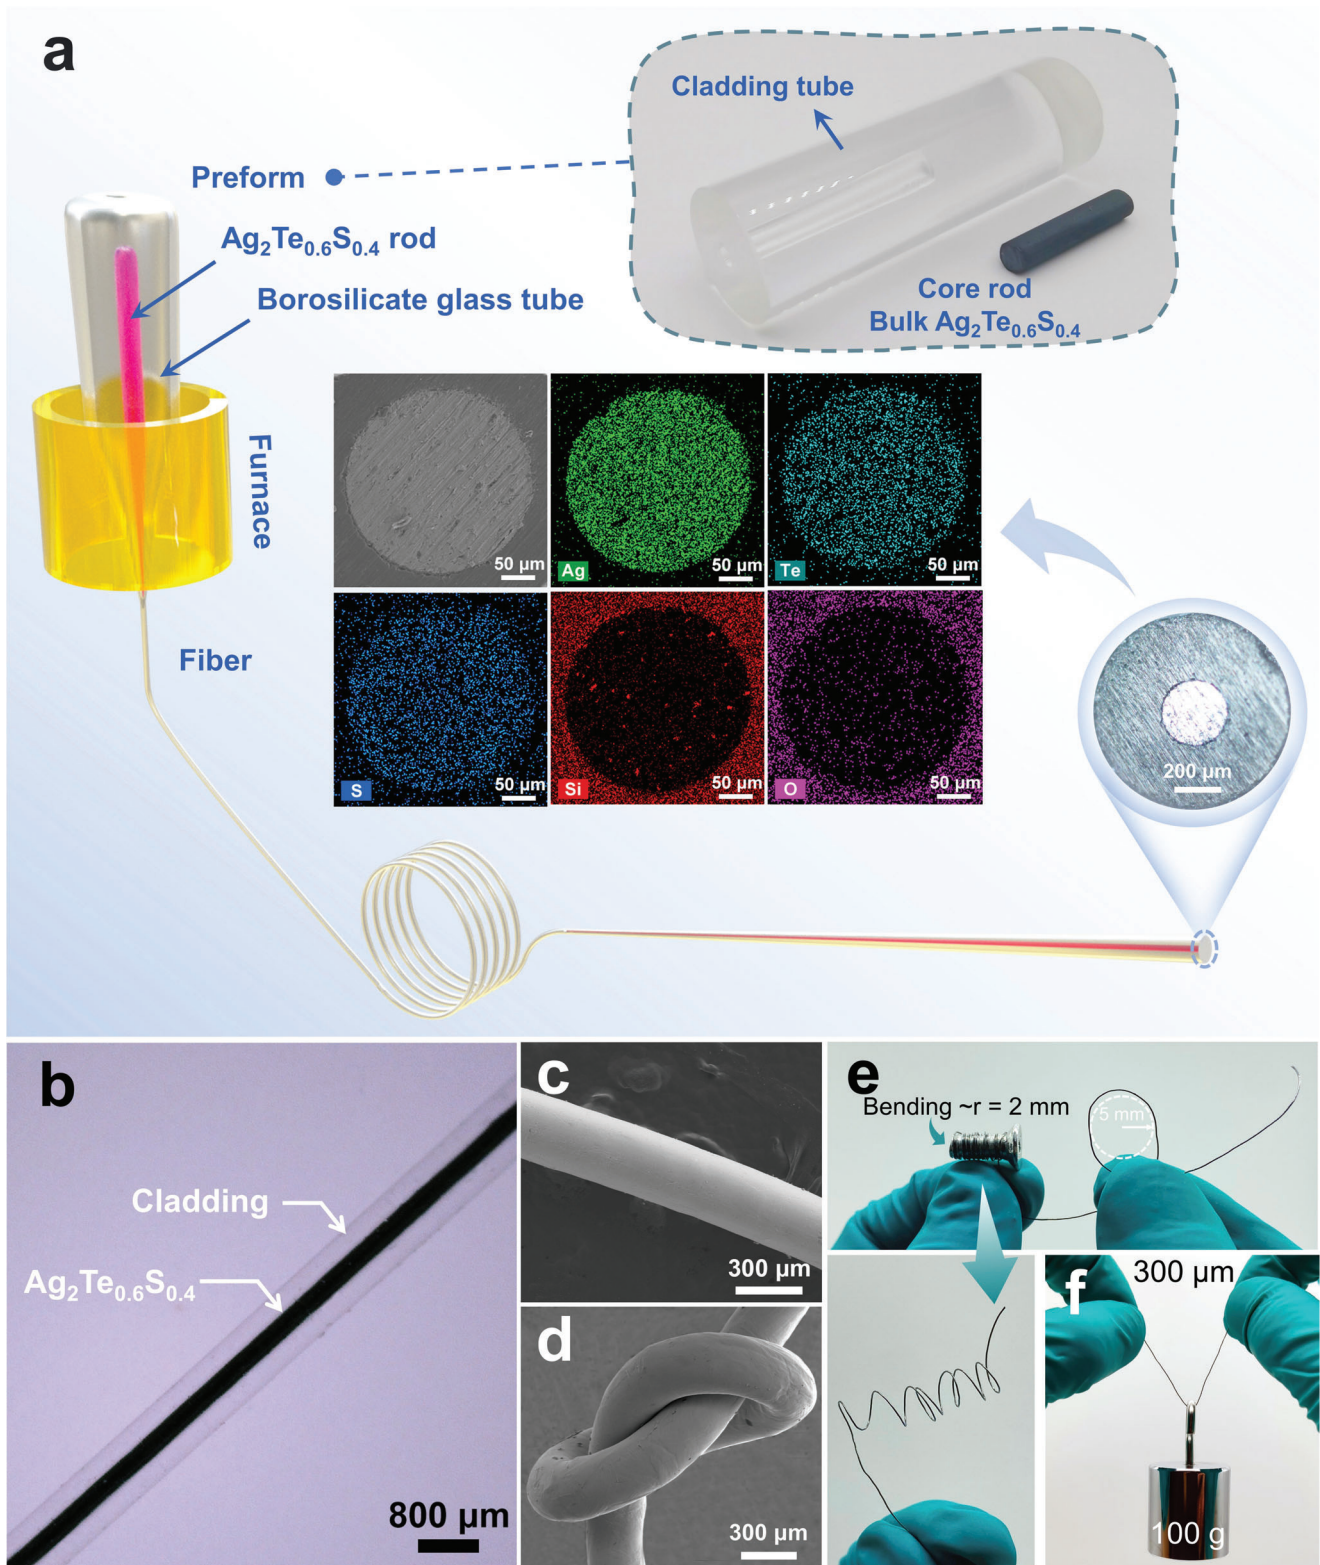 a
Cladding tube
Preform
Ag₂Te₀.₆S₀.₄ rod
Borosilicate glass tube
Core rod
Bulk Ag₂Te₀.₆S₀.₄
Furnace
Fiber
50 μm
Ag
50 μm
Te
50 μm
S
50 μm
Si
50 μm
O
50 μm
200 μm
b
Cladding
Ag₂Te₀.₆S₀.₄
800 μm
c
300 μm
d
300 μm
e
Bending ~r = 2 mm
5 mm
f
300 μm
100 g